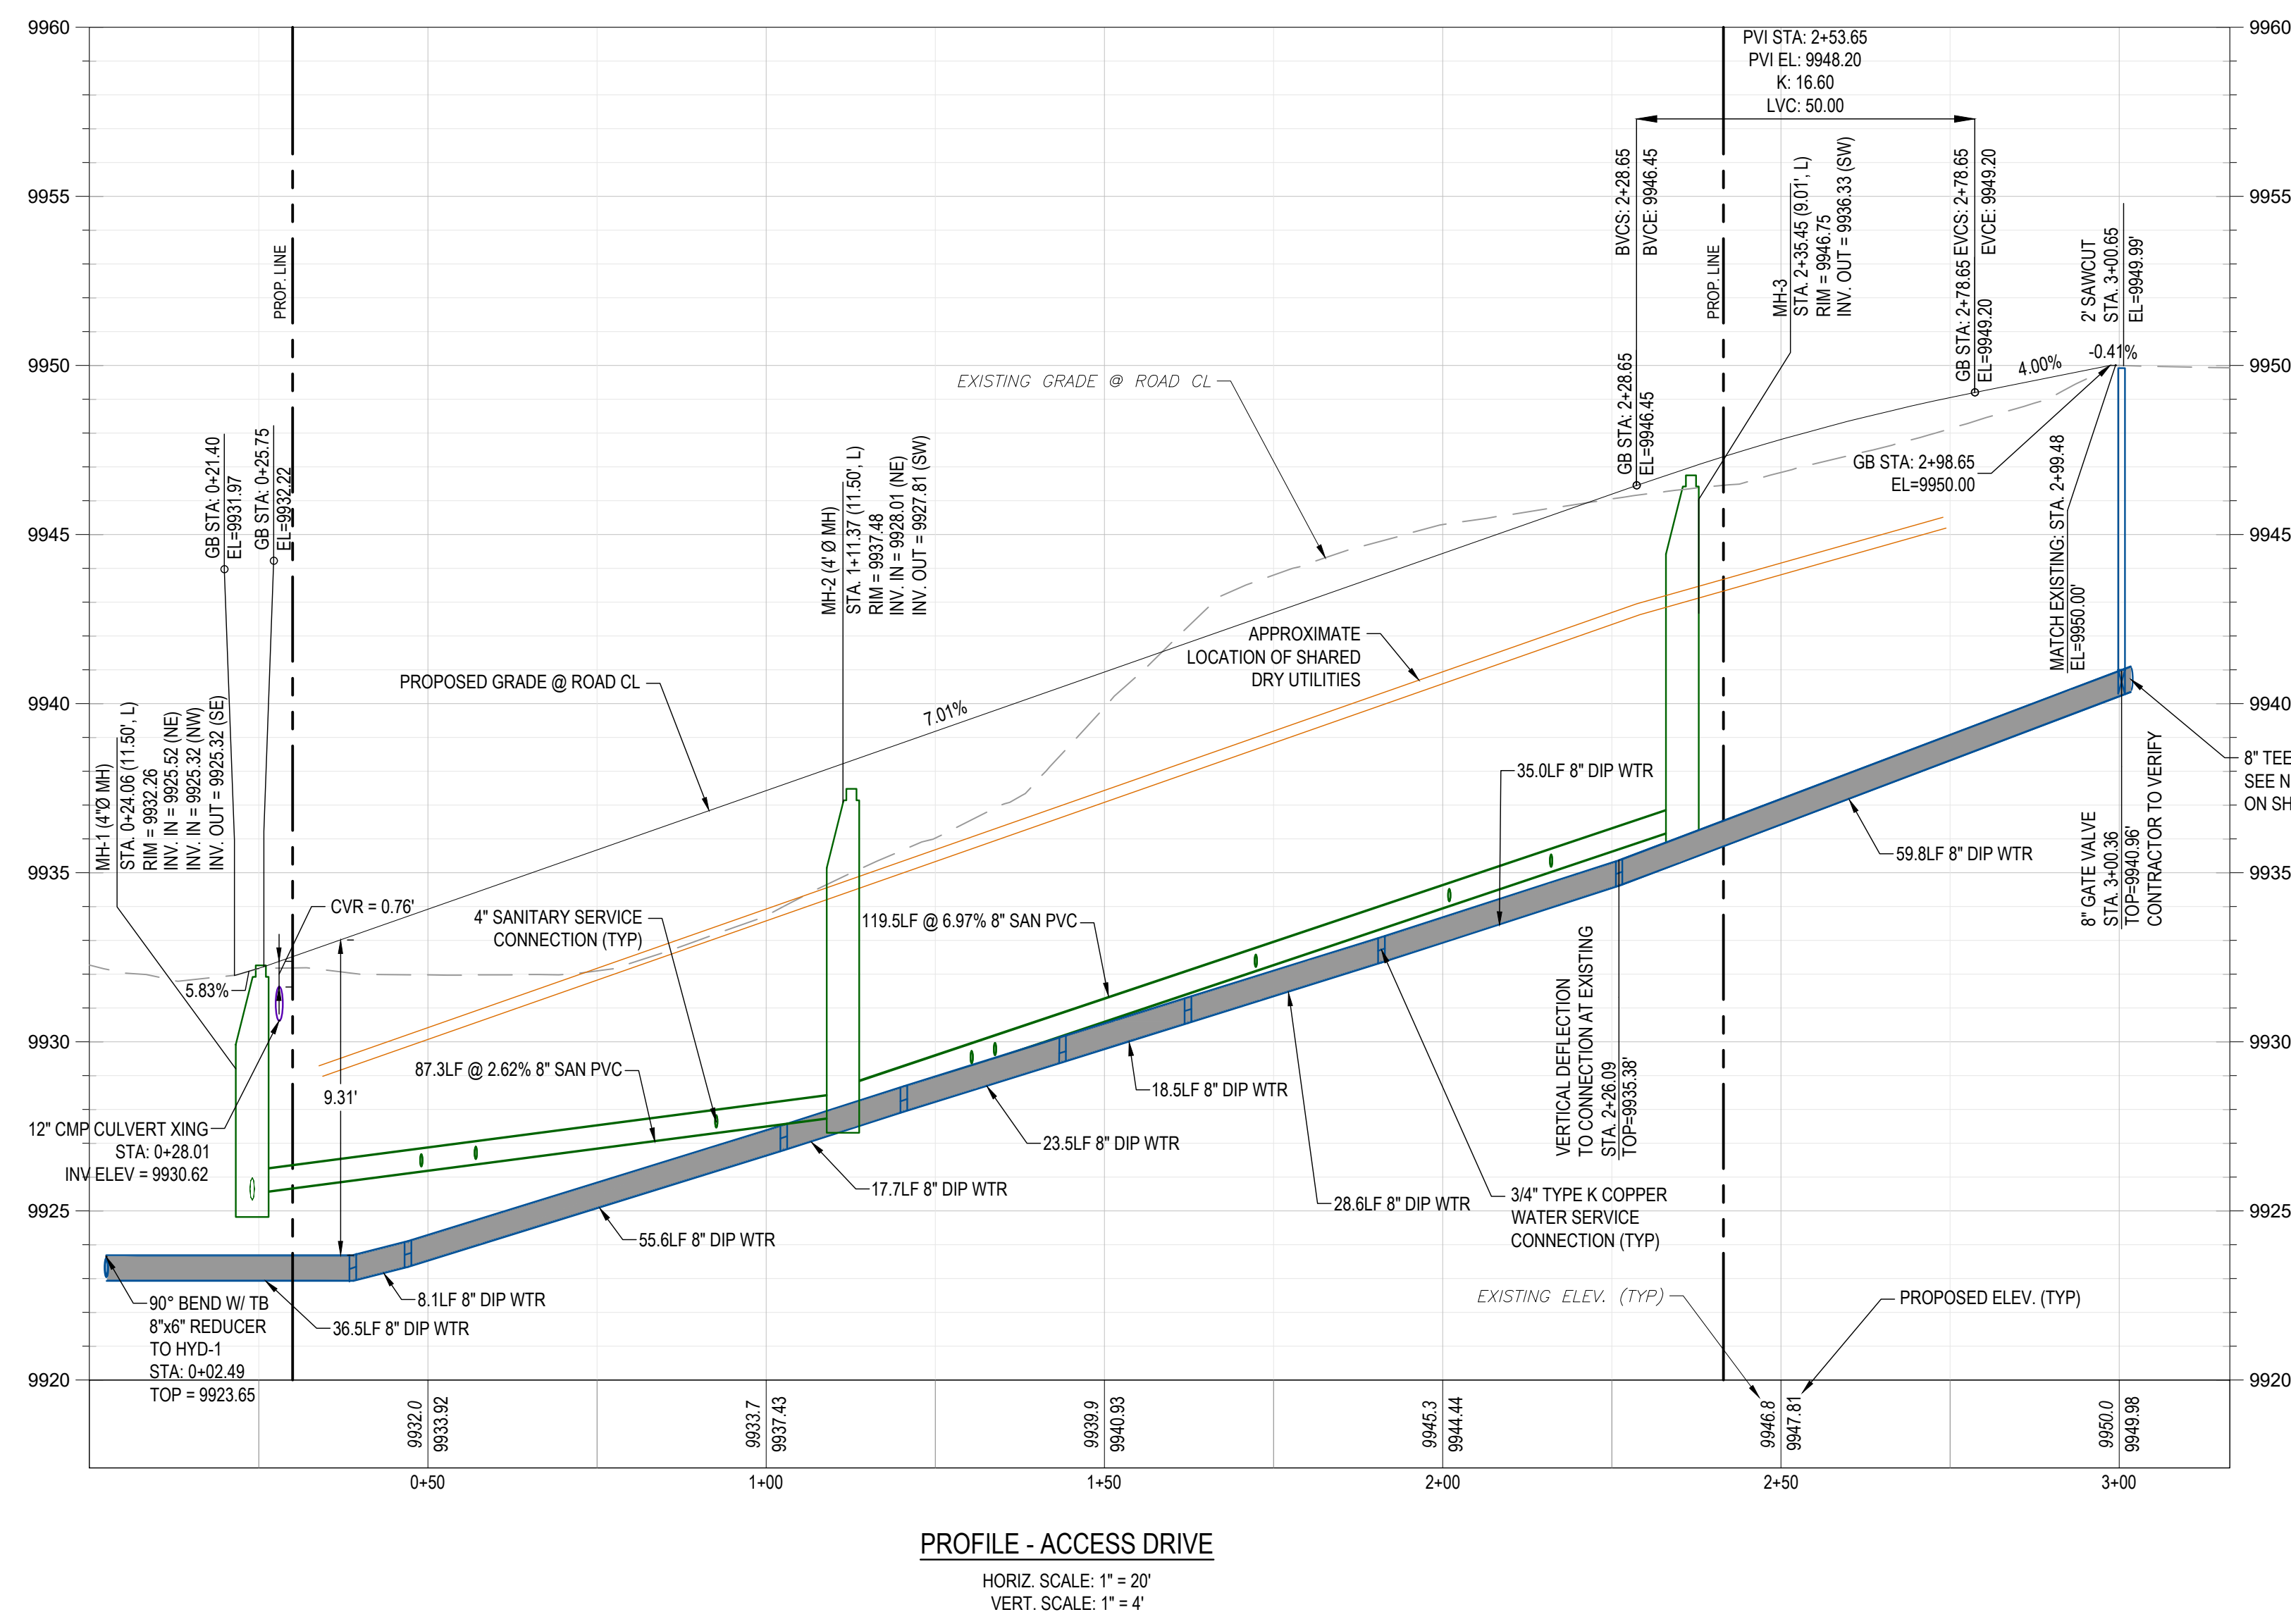 9960
9955
9950
9945
9940
9935
9930
9925
9920
9960
9955
9950
9945
9940
9935
9930
9925
9920
PROP. LINE
GB STA: 0+21.40
EL=9931.97
GB STA: 0+25.75
EL=9932.22
MH-1 (4'Ø MH)
STA. 0+24.06 (11.50', L)
RIM = 9932.26
INV. IN = 9925.52 (NE)
INV. IN = 9925.32 (NW)
INV. OUT = 9925.32 (SE)
5.83%
CVR = 0.76'
9.31'
12" CMP CULVERT XING
STA: 0+28.01
INV ELEV = 9930.62
90° BEND W/ TB
8"x6" REDUCER
TO HYD-1
STA: 0+02.49
TOP = 9923.65
36.5LF 8" DIP WTR
8.1LF 8" DIP WTR
55.6LF 8" DIP WTR
17.7LF 8" DIP WTR
23.5LF 8" DIP WTR
18.5LF 8" DIP WTR
28.6LF 8" DIP WTR
35.0LF 8" DIP WTR
59.8LF 8" DIP WTR
PROPOSED GRADE @ ROAD CL
7.01%
EXISTING GRADE @ ROAD CL
4" SANITARY SERVICE
CONNECTION (TYP)
87.3LF @ 2.62% 8" SAN PVC
119.5LF @ 6.97% 8" SAN PVC
MH-2 (4' Ø MH)
STA. 1+11.37 (11.50', L)
RIM = 9937.48
INV. IN = 9928.01 (NE)
INV. OUT = 9927.81 (SW)
APPROXIMATE
LOCATION OF SHARED
DRY UTILITIES
VERTICAL DEFLECTION
TO CONNECTION AT EXISTING
STA. 2+26.09
TOP=9935.38'
3/4" TYPE K COPPER
WATER SERVICE
CONNECTION (TYP)
PVI STA: 2+53.65
PVI EL: 9948.20
K: 16.60
LVC: 50.00
BVCS: 2+28.65
BVCE: 9946.45
GB STA: 2+28.65
EL=9946.45
PROP. LINE
MH-3
STA. 2+35.45 (9.01', L)
RIM = 9946.75
INV. OUT = 9936.33 (SW)
GB STA: 2+78.65 EVCS: 2+78.65
EL=9949.20
EVCE: 9949.20
4.00%
-0.41%
2' SAWCUT
STA. 3+00.65
EL=9949.99'
GB STA: 2+98.65
EL=9950.00
MATCH EXISTING: STA. 2+99.48
EL=9950.00'
8" GATE VALVE
STA. 3+00.36
TOP=9940.96'
CONTRACTOR TO VERIFY
8" TEE
SEE N
ON SH
EXISTING ELEV. (TYP)
PROPOSED ELEV. (TYP)
9932.0
9933.92
9933.7
9937.43
9939.9
9940.93
9945.3
9944.44
9946.8
9947.81
9950.0
9949.98
0+50
1+00
1+50
2+00
2+50
3+00
PROFILE - ACCESS DRIVE
HORIZ. SCALE: 1" = 20'
VERT. SCALE: 1" = 4'